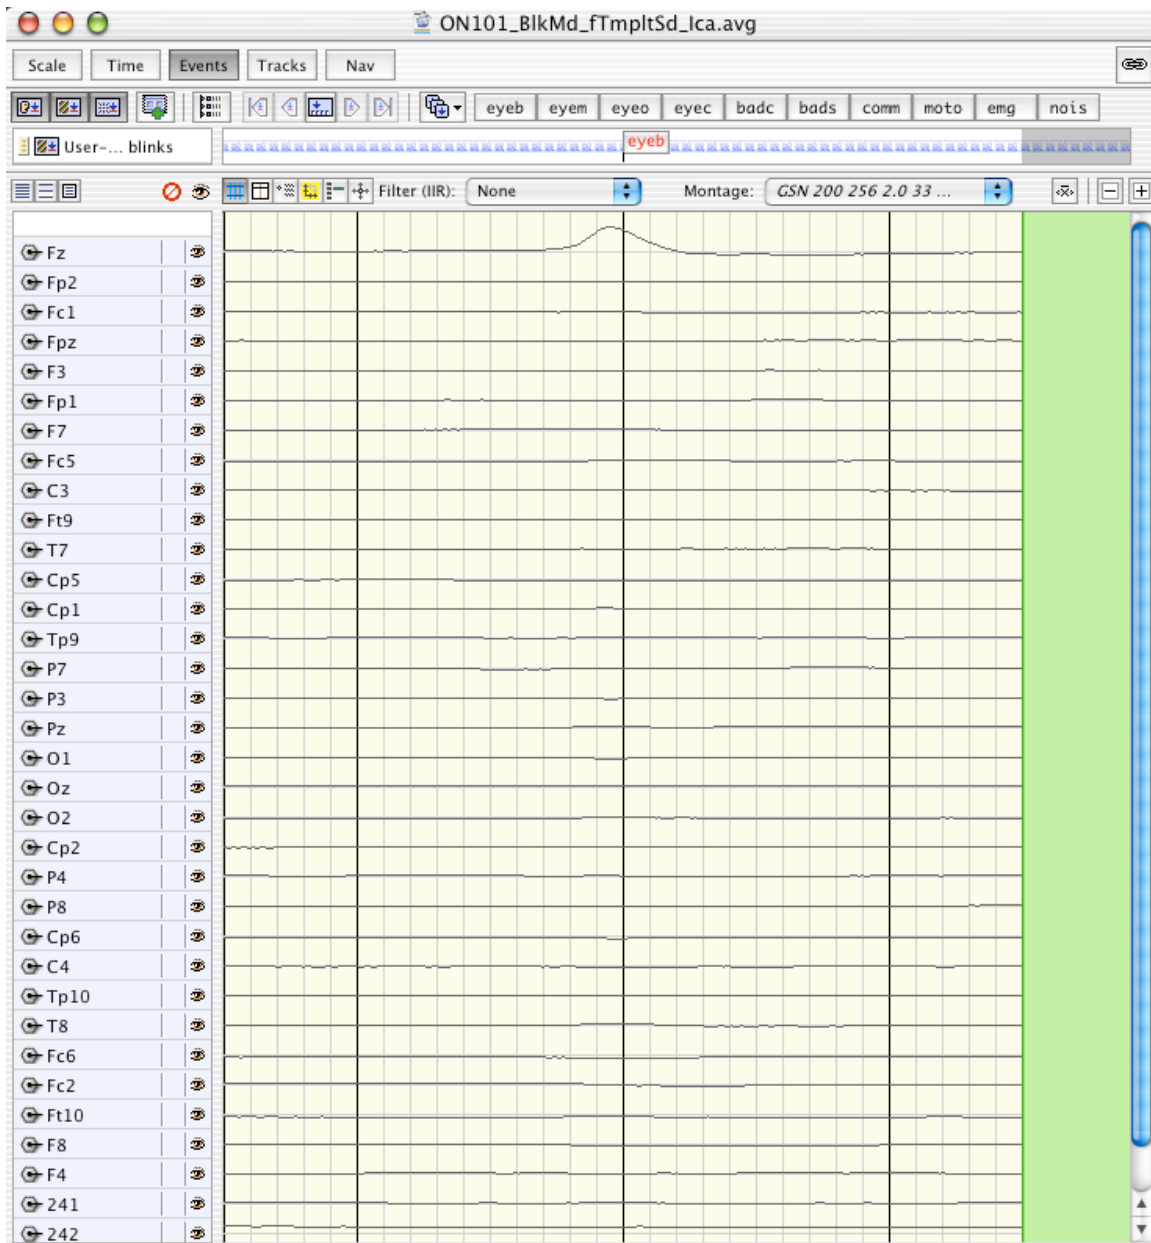 ON101_BlkMd_fTmpltSd_Ica.avg
Scale Time Events Tracks Nav
eyeb eyem eyeo eyec badc bads comm moto emg nois
User-... blinks eyeb
Filter (IIR): None Montage: GSN 200 256 2.0 33 ...
Fz
Fp2
Fc1
Fpz
F3
Fp1
F7
Fc5
C3
Ft9
T7
Cp5
Cp1
Tp9
P7
P3
Pz
O1
Oz
O2
Cp2
P4
P8
Cp6
C4
Tp10
T8
Fc6
Fc2
Ft10
F8
F4
241
242